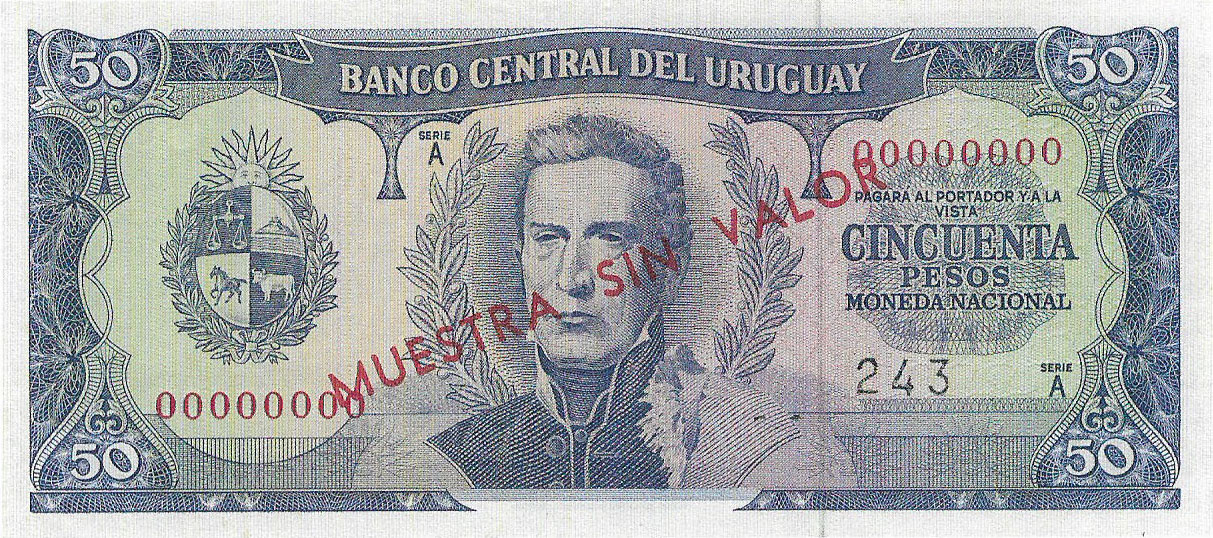 50
50
BANCO CENTRAL DEL URUGUAY
SERIE
A
00000000
PAGARA AL PORTADOR Y A LA
VISTA
CINCUENTA
PESOS
MONEDA NACIONAL
MUESTRA SIN VALOR
243
SERIE
A
00000000
50
50